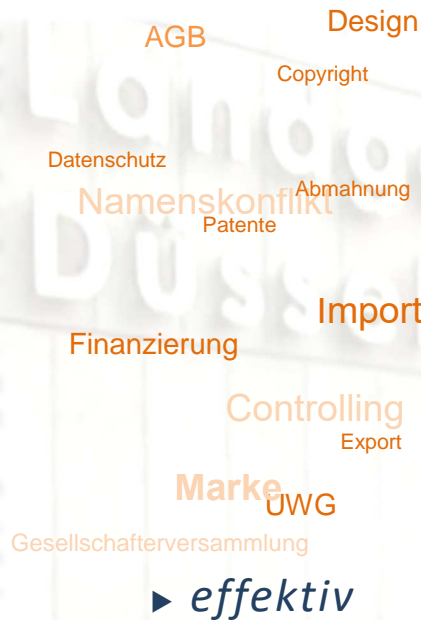 Design
AGB
Copyright
Datenschutz
Abmahnung
Namenskonflikt
Patente
Import
Finanzierung
Controlling
Export
Marke
UWG
Gesellschafterversammlung
► effektiv